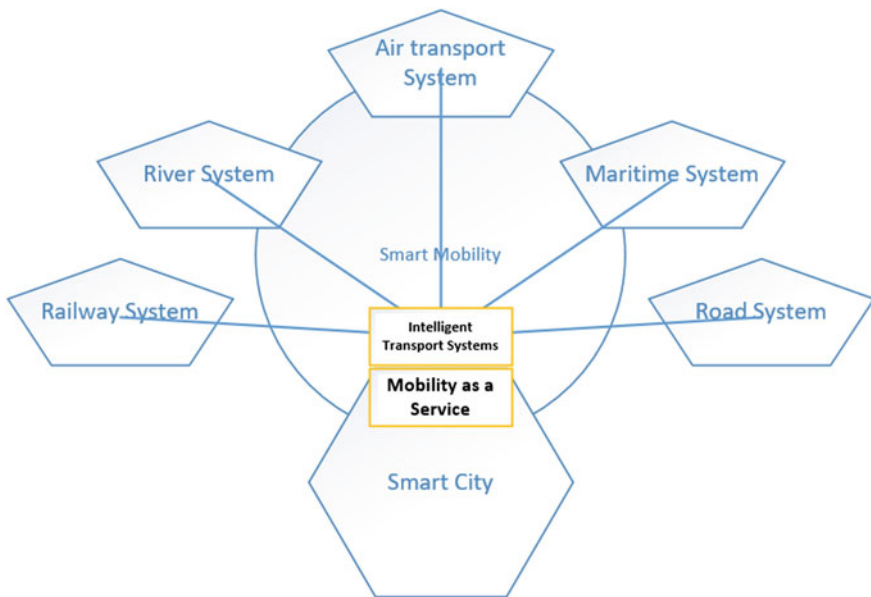 Air transport
System
River System
Maritime System
Smart Mobility
Railway System
Road System
Intelligent
Transport Systems
Mobility as a
Service
Smart City